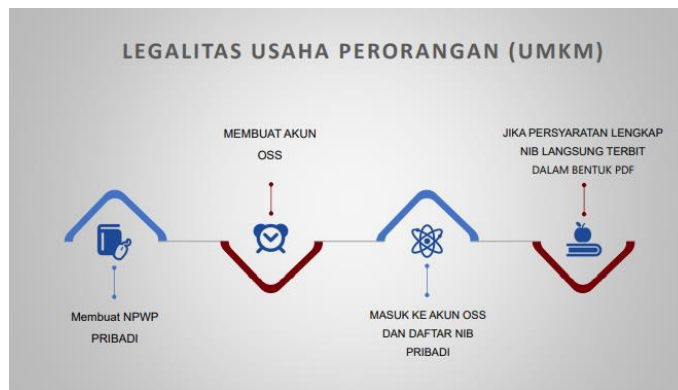 LEGALITAS USAHA PERORANGAN (UMKM)
Membuat NPWP
PRIBADI
MEMBUAT AKUN
OSS
MASUK KE AKUN OSS
DAN DAFTAR NIB
PRIBADI
JIKA PERSYARATAN LENGKAP
NIB LANGSUNG TERBIT
DALAM BENTUK PDF